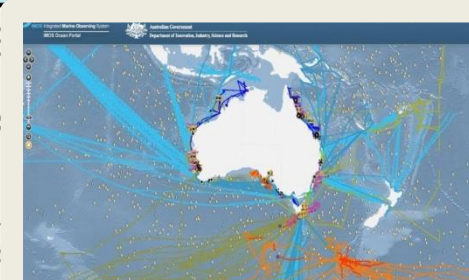 Integrated Marine Observing System
IMOS Ocean Portal
Australian Government
Department of Innovation, Industry, Science and Research